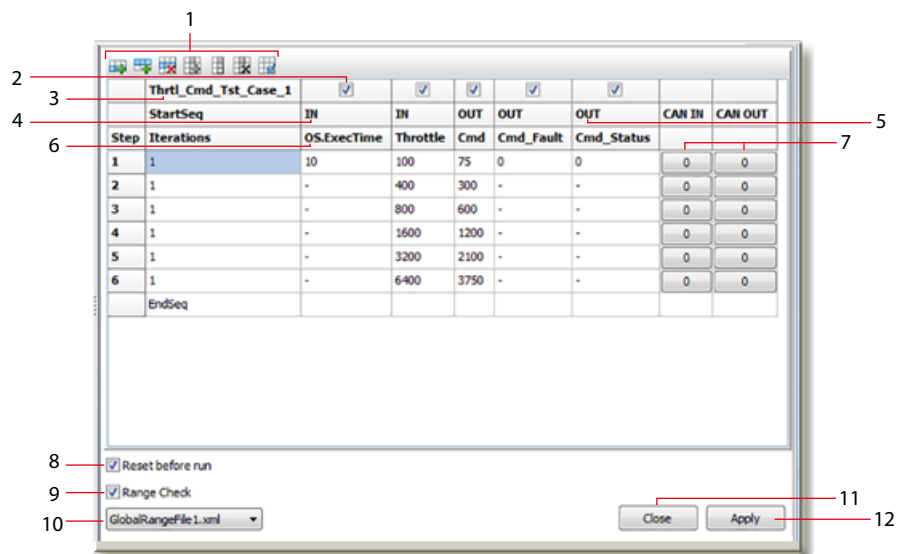 1
2
3 Thrtl_Cmd_Tst_Case_1
4 StartSeq IN IN OUT OUT OUT CAN IN CAN OUT 5
6 Step Iterations OS.ExecTime Throttle Cmd Cmd_Fault Cmd_Status 7
1 1 10 100 75 0 0 0 0
2 1 - 400 300 - - 0 0
3 1 - 800 600 - - 0 0
4 1 - 1600 1200 - - 0 0
5 1 - 3200 2100 - - 0 0
6 1 - 6400 3750 - - 0 0
EndSeq
8 Reset before run
9 Range Check 11
10 GlobalRangeFile1.xml Close Apply 12